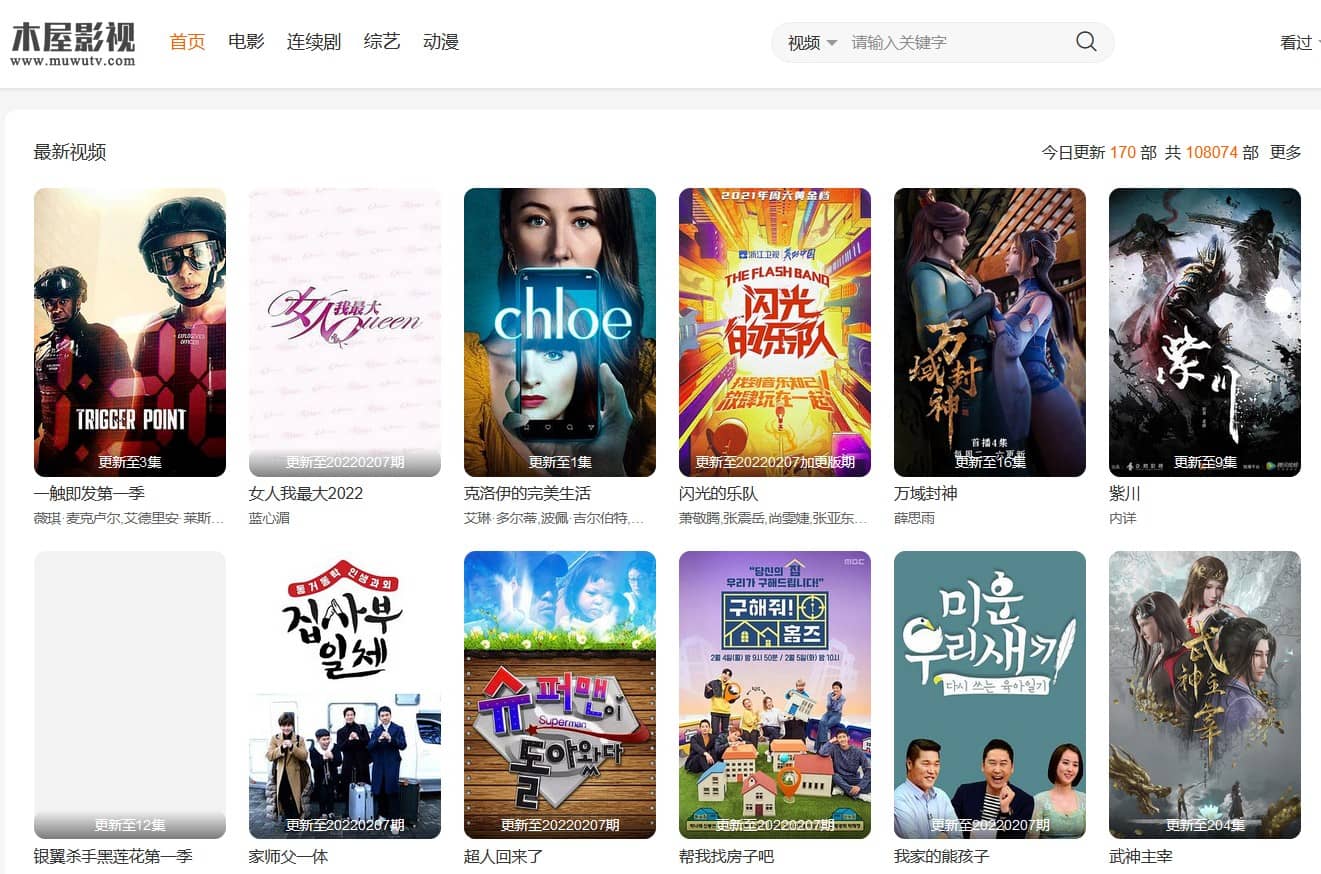 木屋影视
www.muwutv.com
首页 电影 连续剧 综艺 动漫
视频 请输入关键字
看过
最新视频
今日更新 170 部 共 108074 部 更多
TRIGGER POINT
更新至3集
女人我最大
Queen
更新至20220207期
chloe
更新至1集
2021年周六黄金档
浙江卫视
THE FLASH BAND
闪光
的乐队
找到音乐知己
放肆玩在一起
更新至20220207加更版期
万域封神
首播4集
更新至16集
紫川
更新至9集
一触即发第一季
女人我最大2022
克洛伊的完美生活
闪光的乐队
万域封神
紫川
薇琪·麦克卢尔,艾德里安·莱斯…
蓝心湄
艾琳·多尔蒂,波佩·吉尔伯特,…
萧敬腾,张震岳,尚雯婕,张亚东…
薛思雨
内详
更新至12集
동거동락 인생과외
집사부
일체
更新至20220207期
슈퍼맨이
Superman
돌아왔다
更新至20220207期
MBC
"당신의 집
우리가 구해드립니다!"
구해줘!
홈즈
2월 4일(월) 밤 9시 50분 / 2월 5일(화) 밤 10시
更新至20220207期
미운
우리새끼
다시 쓰는 육아일기
更新至20220207期
武神主宰
更新至204集
银翼杀手黑莲花第一季
家师父一体
超人回来了
帮我找房子吧
我家的熊孩子
武神主宰